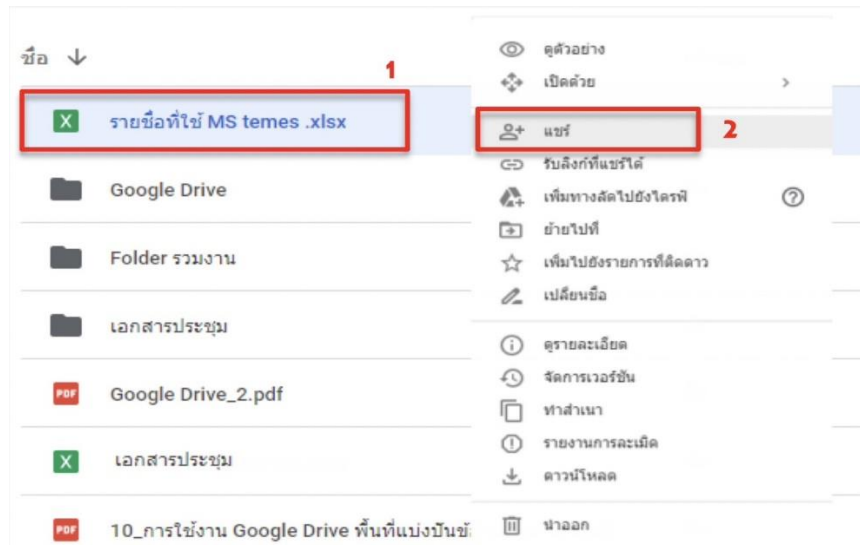 ชื่อ
1
รายชื่อที่ใช้ MS temes .xlsx
Google Drive
Folder รวมงาน
เอกสารประชุม
PDF Google Drive_2.pdf
X เอกสารประชุม
PDF 10_การใช้งาน Google Drive พื้นที่แบ่งปันข้
ดูตัวอย่าง
เปิดด้วย
แชร์
2
รับลิงก์ที่แชร์ได้
เพิ่มทางลัดไปยังไดรฟ์
ย้ายไปที่
เพิ่มไปยังรายการที่ติดดาว
เปลี่ยนชื่อ
ดูรายละเอียด
จัดการเวอร์ชัน
ทำสำเนา
รายงานการละเมิด
ดาวน์โหลด
นำออก